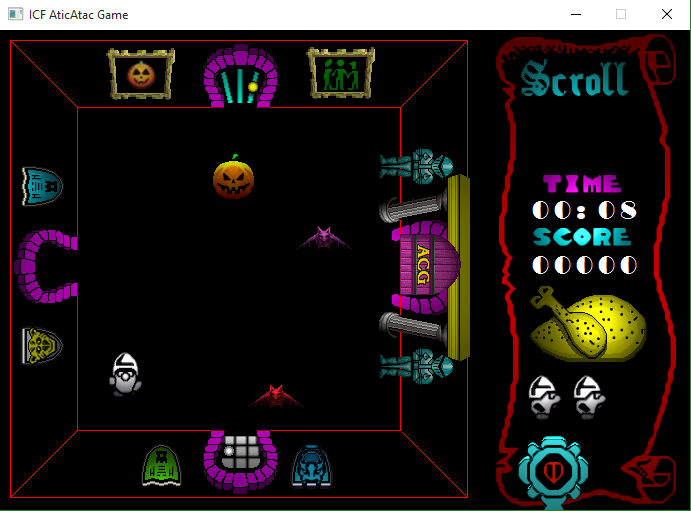 ICF AticAtac Game
Scroll
TIME
00:08
SCORE
00000
ACG